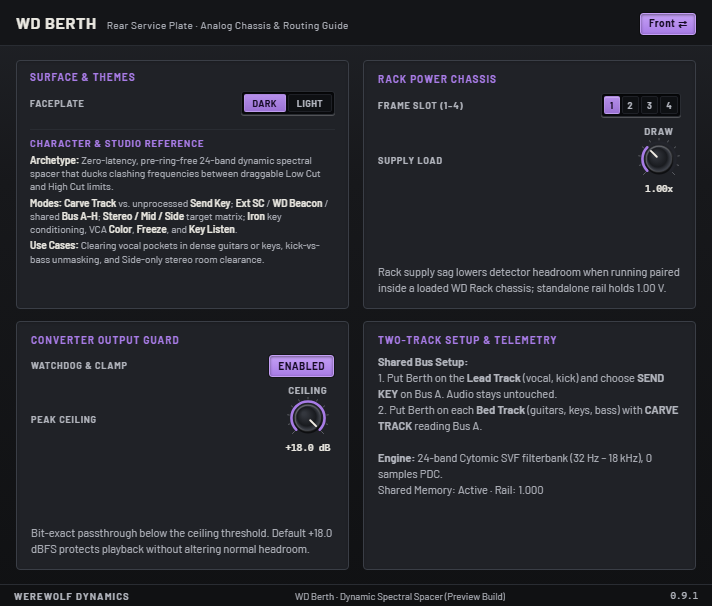 WD BERTH Rear Service Plate · Analog Chassis & Routing Guide
Front ⇄
SURFACE & THEMES
FACEPLATE
DARK LIGHT
CHARACTER & STUDIO REFERENCE
Archetype: Zero-latency, pre-ring-free 24-band dynamic spectral
spacer that ducks clashing frequencies between draggable Low Cut
and High Cut limits.
Modes: Carve Track vs. unprocessed Send Key; Ext SC / WD Beacon /
shared Bus A–H; Stereo / Mid / Side target matrix; Iron key
conditioning, VCA Color, Freeze, and Key Listen.
Use Cases: Clearing vocal pockets in dense guitars or keys, kick-vs-
bass unmasking, and Side-only stereo room clearance.
RACK POWER CHASSIS
FRAME SLOT (1–4)
1 2 3 4
DRAW
SUPPLY LOAD
1.00x
Rack supply sag lowers detector headroom when running paired
inside a loaded WD Rack chassis; standalone rail holds 1.00 V.
CONVERTER OUTPUT GUARD
WATCHDOG & CLAMP
ENABLED
CEILING
PEAK CEILING
+18.0 dB
Bit-exact passthrough below the ceiling threshold. Default +18.0
dBFS protects playback without altering normal headroom.
TWO-TRACK SETUP & TELEMETRY
Shared Bus Setup:
1. Put Berth on the Lead Track (vocal, kick) and choose SEND
KEY on Bus A. Audio stays untouched.
2. Put Berth on each Bed Track (guitars, keys, bass) with CARVE
TRACK reading Bus A.
Engine: 24-band Cytomic SVF filterbank (32 Hz – 18 kHz), 0
samples PDC.
Shared Memory: Active · Rail: 1.000
WEREWOLF DYNAMICS
WD Berth · Dynamic Spectral Spacer (Preview Build)
0.9.1